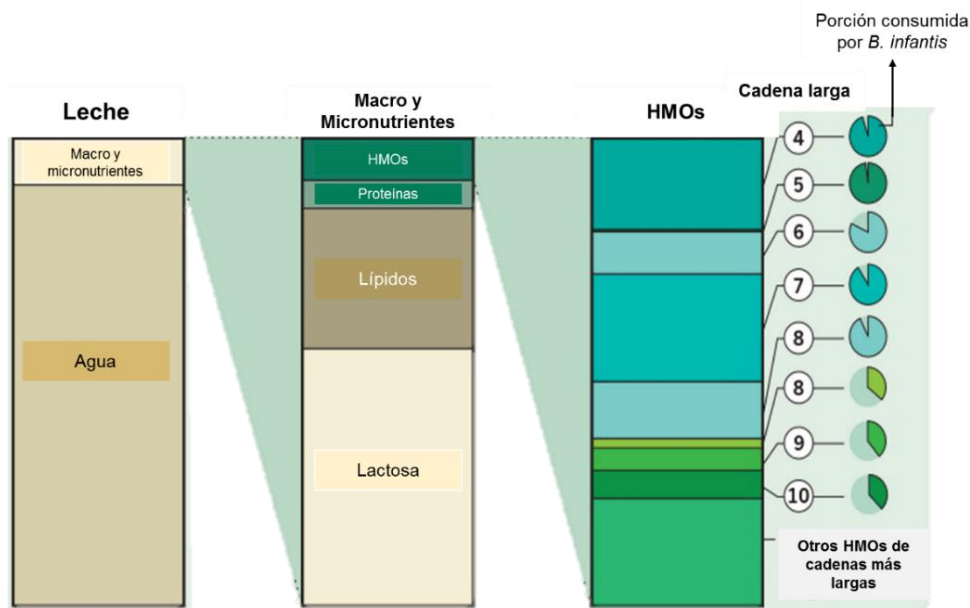 Porción consumida
por B. infantis
Leche
Macro y
Micronutrientes
HMOs
Cadena larga
Macro y
micronutrientes
Agua
HMOs
Proteínas
Lípidos
Lactosa
4
5
6
7
8
8
9
10
Otros HMOs de
cadenas más
largas